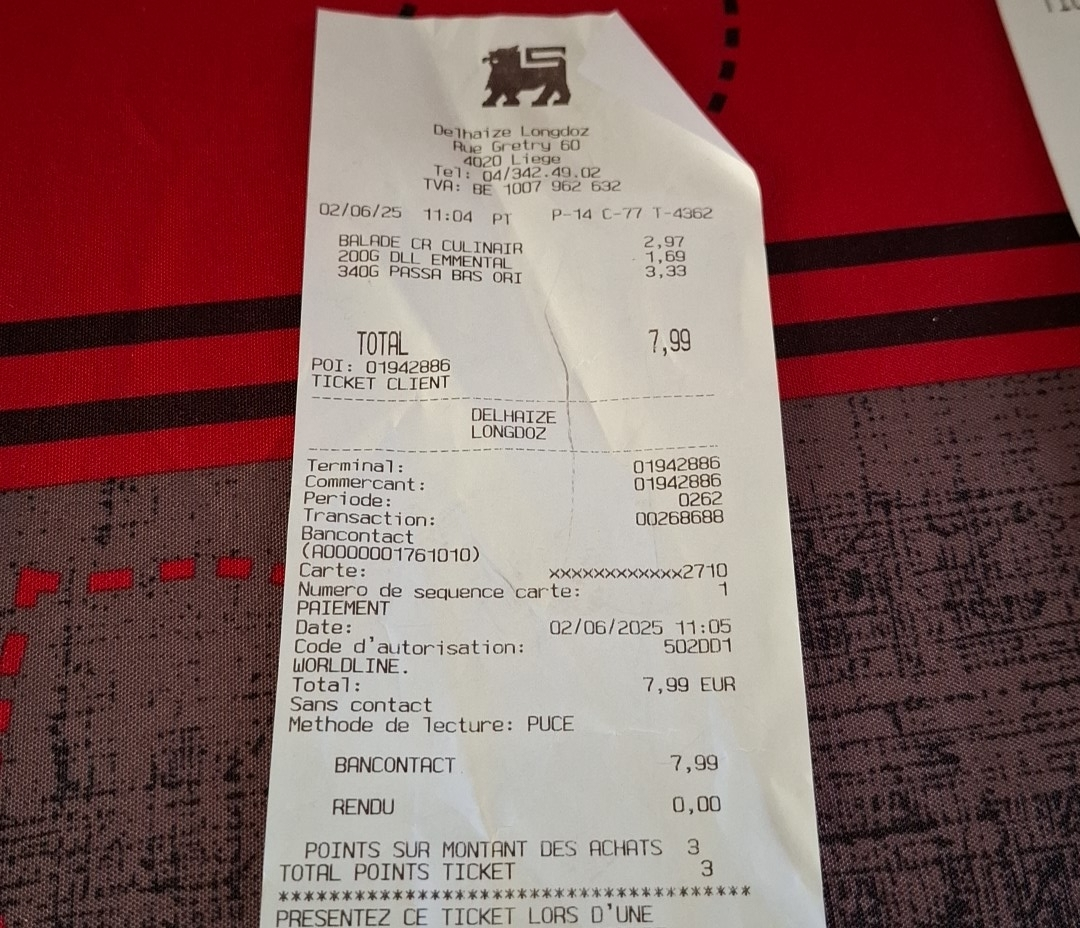 Delhaize Longdoz
Rue Gretry 60
4020 Liege
Tel: 04/342.49.02
TVA: BE 1007 962 632
02/06/25 11:04 PT P-14 C-77 T-4362
BALADE CR CULINAIR 2,97
200G DLL EMMENTAL 1,69
340G PASSA BAS ORI 3,33
TOTAL 7,99
POI: 01942886
TICKET CLIENT
DELHAIZE
LONGDOZ
Terminal: 01942886
Commercant: 01942886
Periode: 0262
Transaction: 00268688
Bancontact
(A0000001761010)
Carte: xxxxxxxxxxxxx2710
Numero de sequence carte: 1
PAIEMENT
Date: 02/06/2025 11:05
Code d'autorisation: 502DD1
WORLDLINE.
Total: 7,99 EUR
Sans contact
Methode de lecture: PUCE
BANCONTACT 7,99
RENDU 0,00
POINTS SUR MONTANT DES ACHATS 3
TOTAL POINTS TICKET 3
****************************************
PRESENTEZ CE TICKET LORS D'UNE